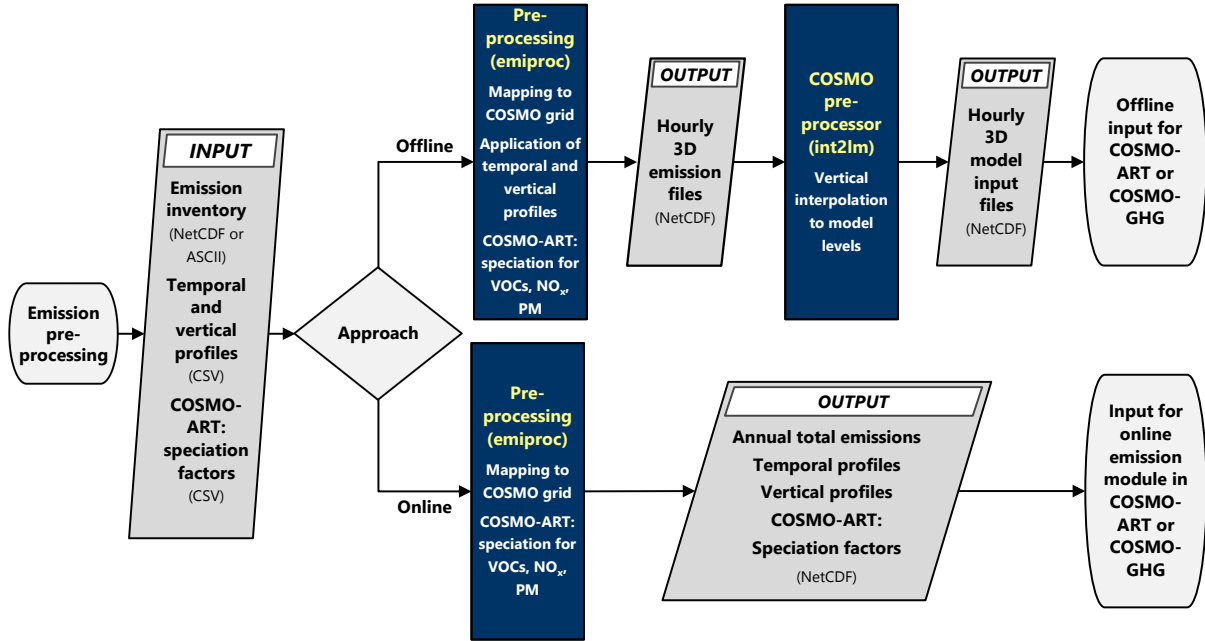 Emission
pre-
processing
INPUT
Emission
inventory
(NetCDF or
ASCII)
Temporal
and
vertical
profiles
(CSV)
COSMO-
ART:
speciation
factors
(CSV)
Approach
Offline
Pre-
processing
(emiproc)
Mapping to
COSMO grid
Application of
temporal and
vertical
profiles
COSMO-ART:
speciation for
VOCs, NOx,
PM
OUTPUT
Hourly
3D
emission
files
(NetCDF)
COSMO
pre-
processor
(int2lm)
Vertical
interpolation
to model
levels
OUTPUT
Hourly
3D
model
input
files
(NetCDF)
Offline
input for
COSMO-
ART or
COSMO-
GHG
Online
Pre-
processing
(emiproc)
Mapping to
COSMO grid
COSMO-ART:
speciation for
VOCs, NOx,
PM
OUTPUT
Annual total emissions
Temporal profiles
Vertical profiles
COSMO-ART:
Speciation factors
(NetCDF)
Input for
online
emission
module in
COSMO-
ART or
COSMO-
GHG